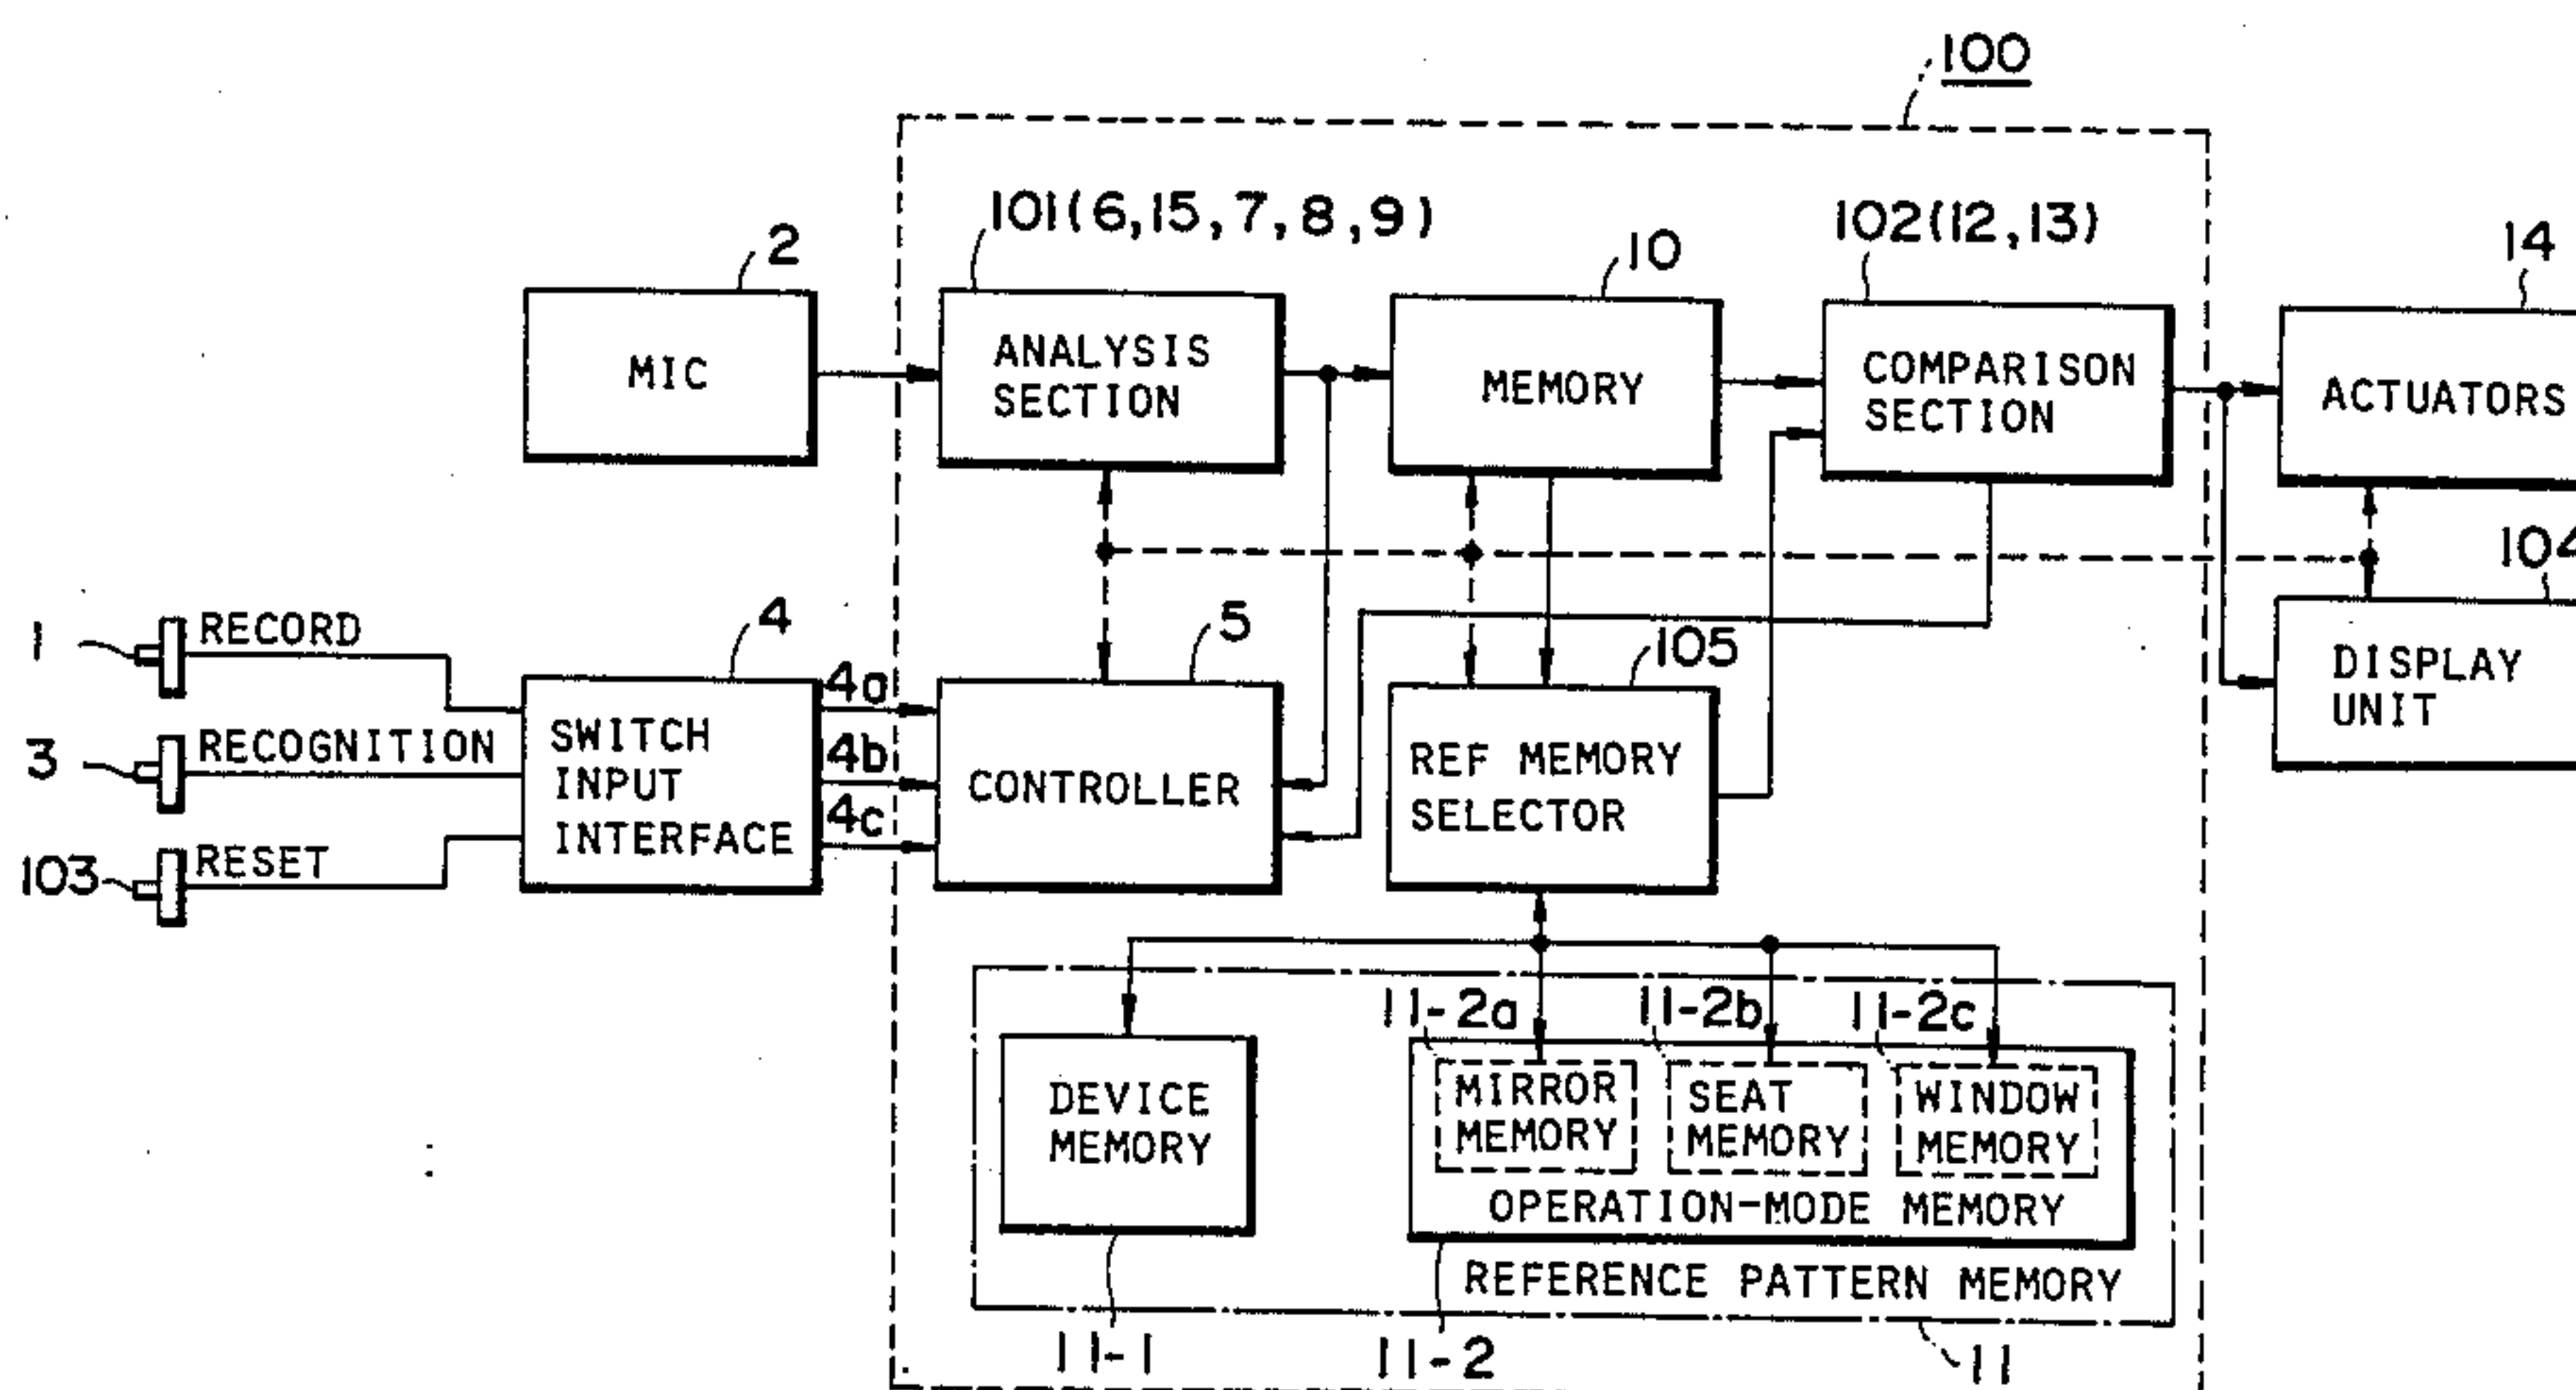 100
101(6,15,7,8,9)
102(12,13)
2
10
14
MIC
ANALYSIS
SECTION
MEMORY
COMPARISON
SECTION
ACTUATORS
104
1
RECORD
4
5
105
4a
DISPLAY
UNIT
3
RECOGNITION
SWITCH
INPUT
INTERFACE
4b
CONTROLLER
REF MEMORY
SELECTOR
4c
103
RESET
11-2a
11-2b
11-2c
DEVICE
MEMORY
MIRROR
MEMORY
SEAT
MEMORY
WINDOW
MEMORY
OPERATION-MODE MEMORY
REFERENCE PATTERN MEMORY
11-1
11-2
11